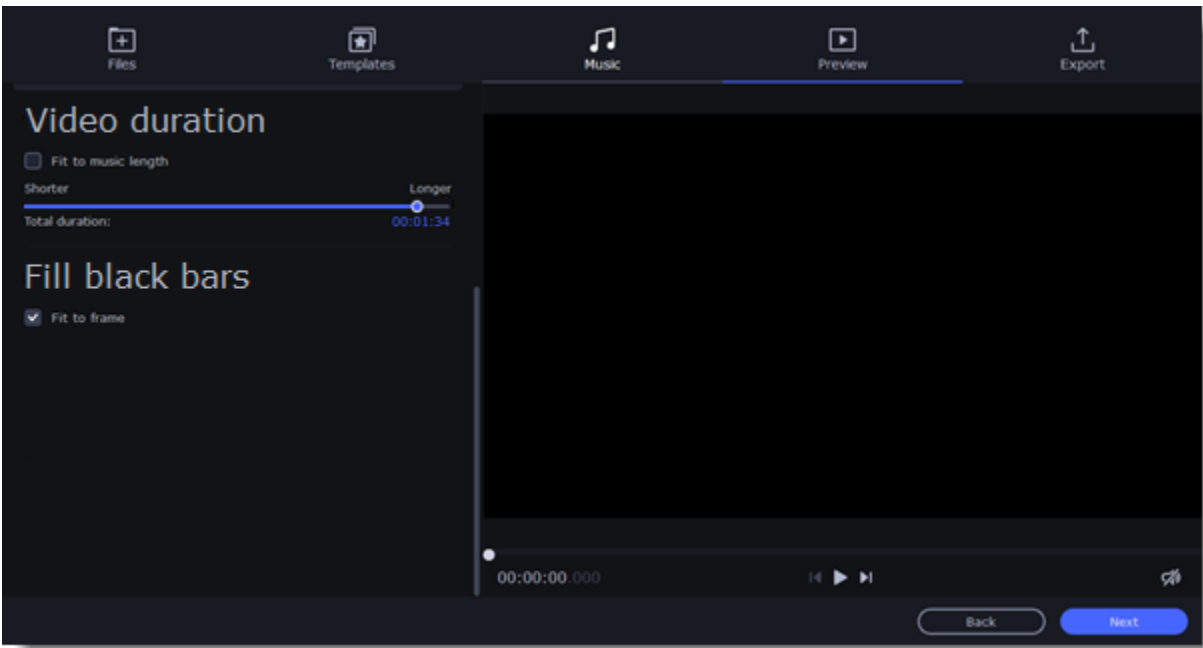 Files
Templates
Music
Preview
Export
Video duration
Fit to music length
Shorter
Longer
Total duration:
00:01:34
Fill black bars
Fit to frame
00:00:00.000
Back
Next